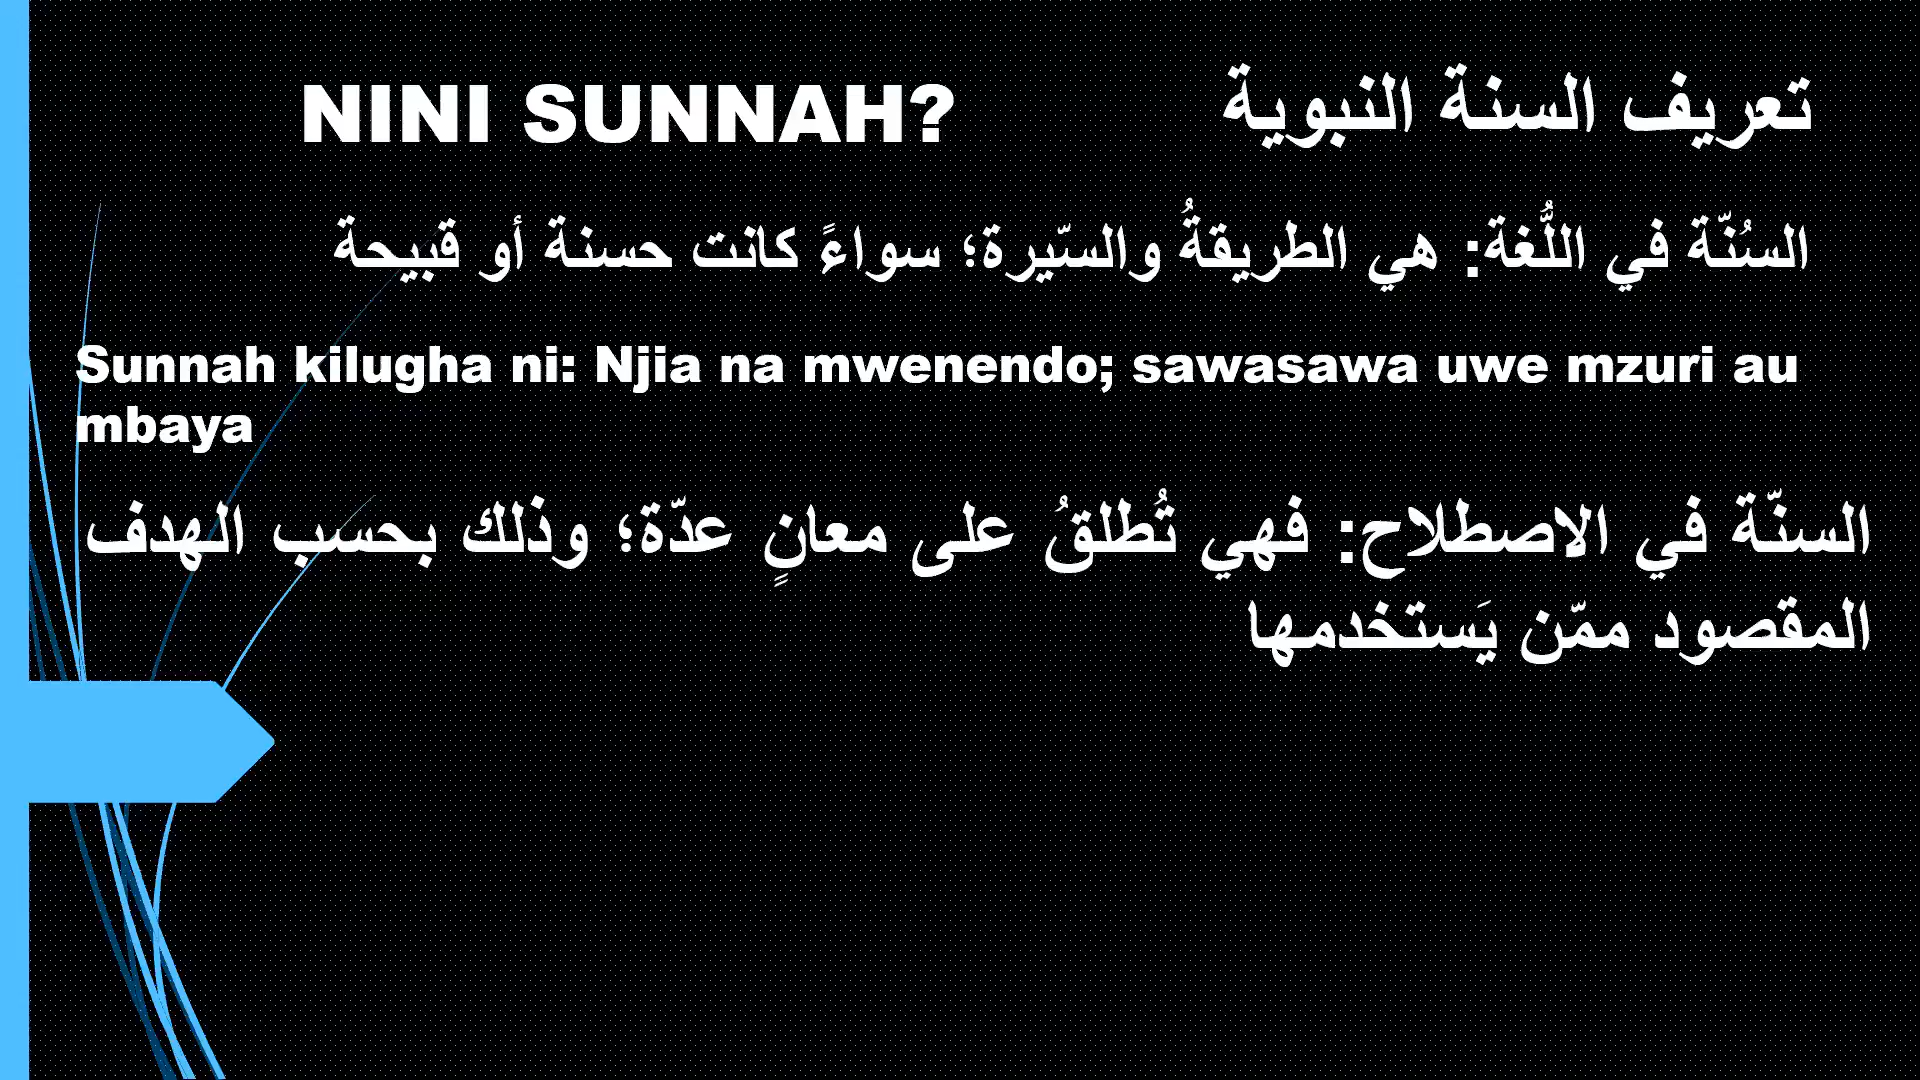 NINI SUNNAH? تعريف السنة النبوية
السُنّة في اللُّغة: هي الطريقةُ والسّيرة؛ سواءً كانت حسنة أو قبيحة
Sunnah kilugha ni: Njia na mwenendo; sawasawa uwe mzuri au
mbaya
السنّة في الاصطلاح: فهي تُطلقُ على معانٍ عدّة؛ وذلك بحسب الهدف
المقصود ممّن يَستخدمها